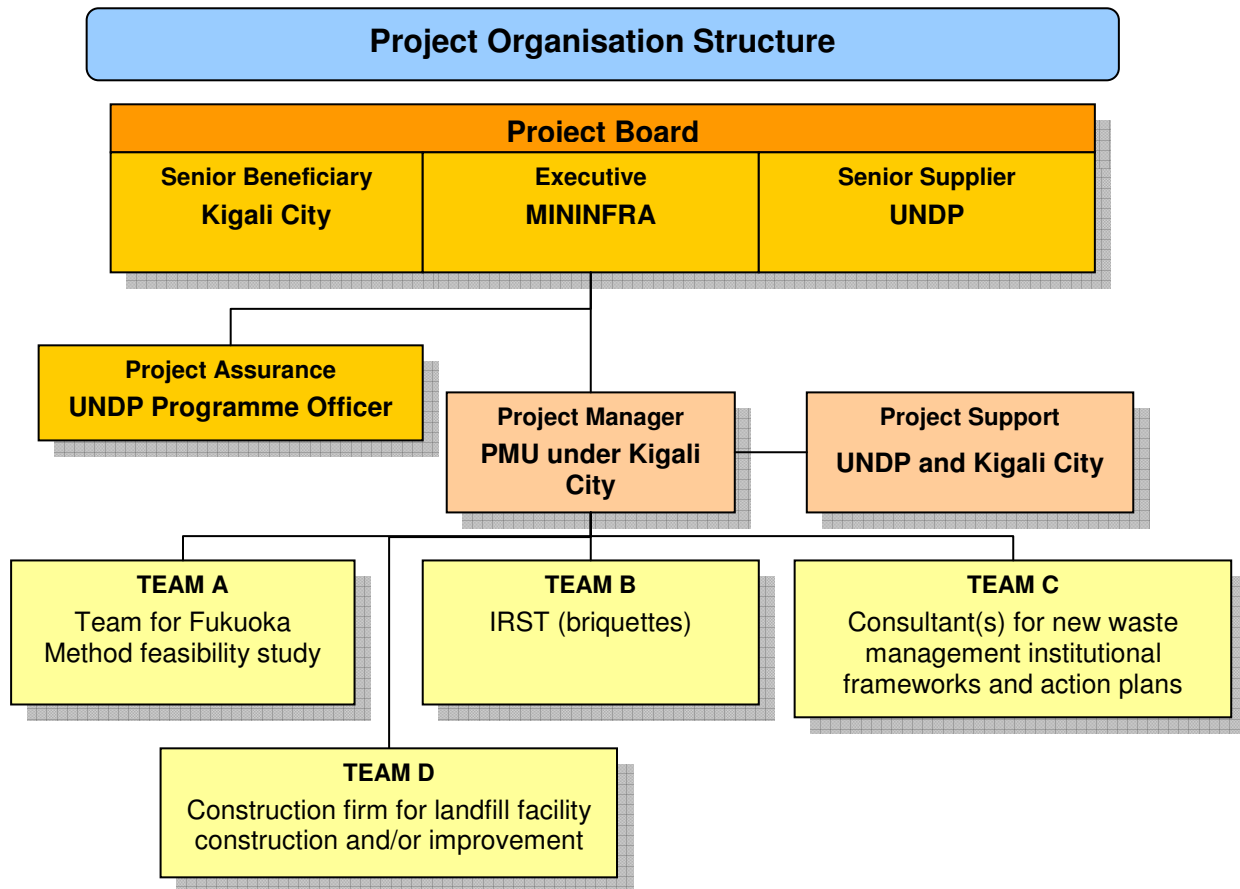 Project Organisation Structure
Project Board
Senior Beneficiary
Kigali City
Executive
MININFRA
Senior Supplier
UNDP
Project Assurance
UNDP Programme Officer
Project Manager
PMU under Kigali
City
Project Support
UNDP and Kigali City
TEAM A
Team for Fukuoka
Method feasibility study
TEAM B
IRST (briquettes)
TEAM C
Consultant(s) for new waste
management institutional
frameworks and action plans
TEAM D
Construction firm for landfill facility
construction and/or improvement